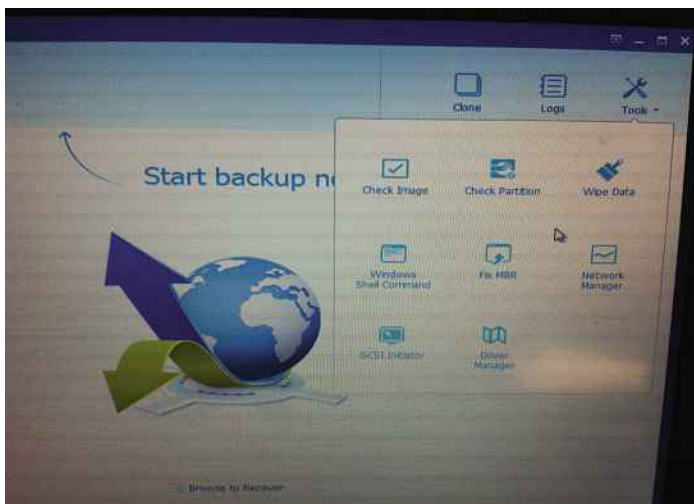 Clone
Logs
Tools
Start backup n
Check Image
Check Partition
Wipe Data
Windows
Shell Command
Fix MBR
Network
Manager
iSCSI Initiator
Driver
Manager
Browse to Recover